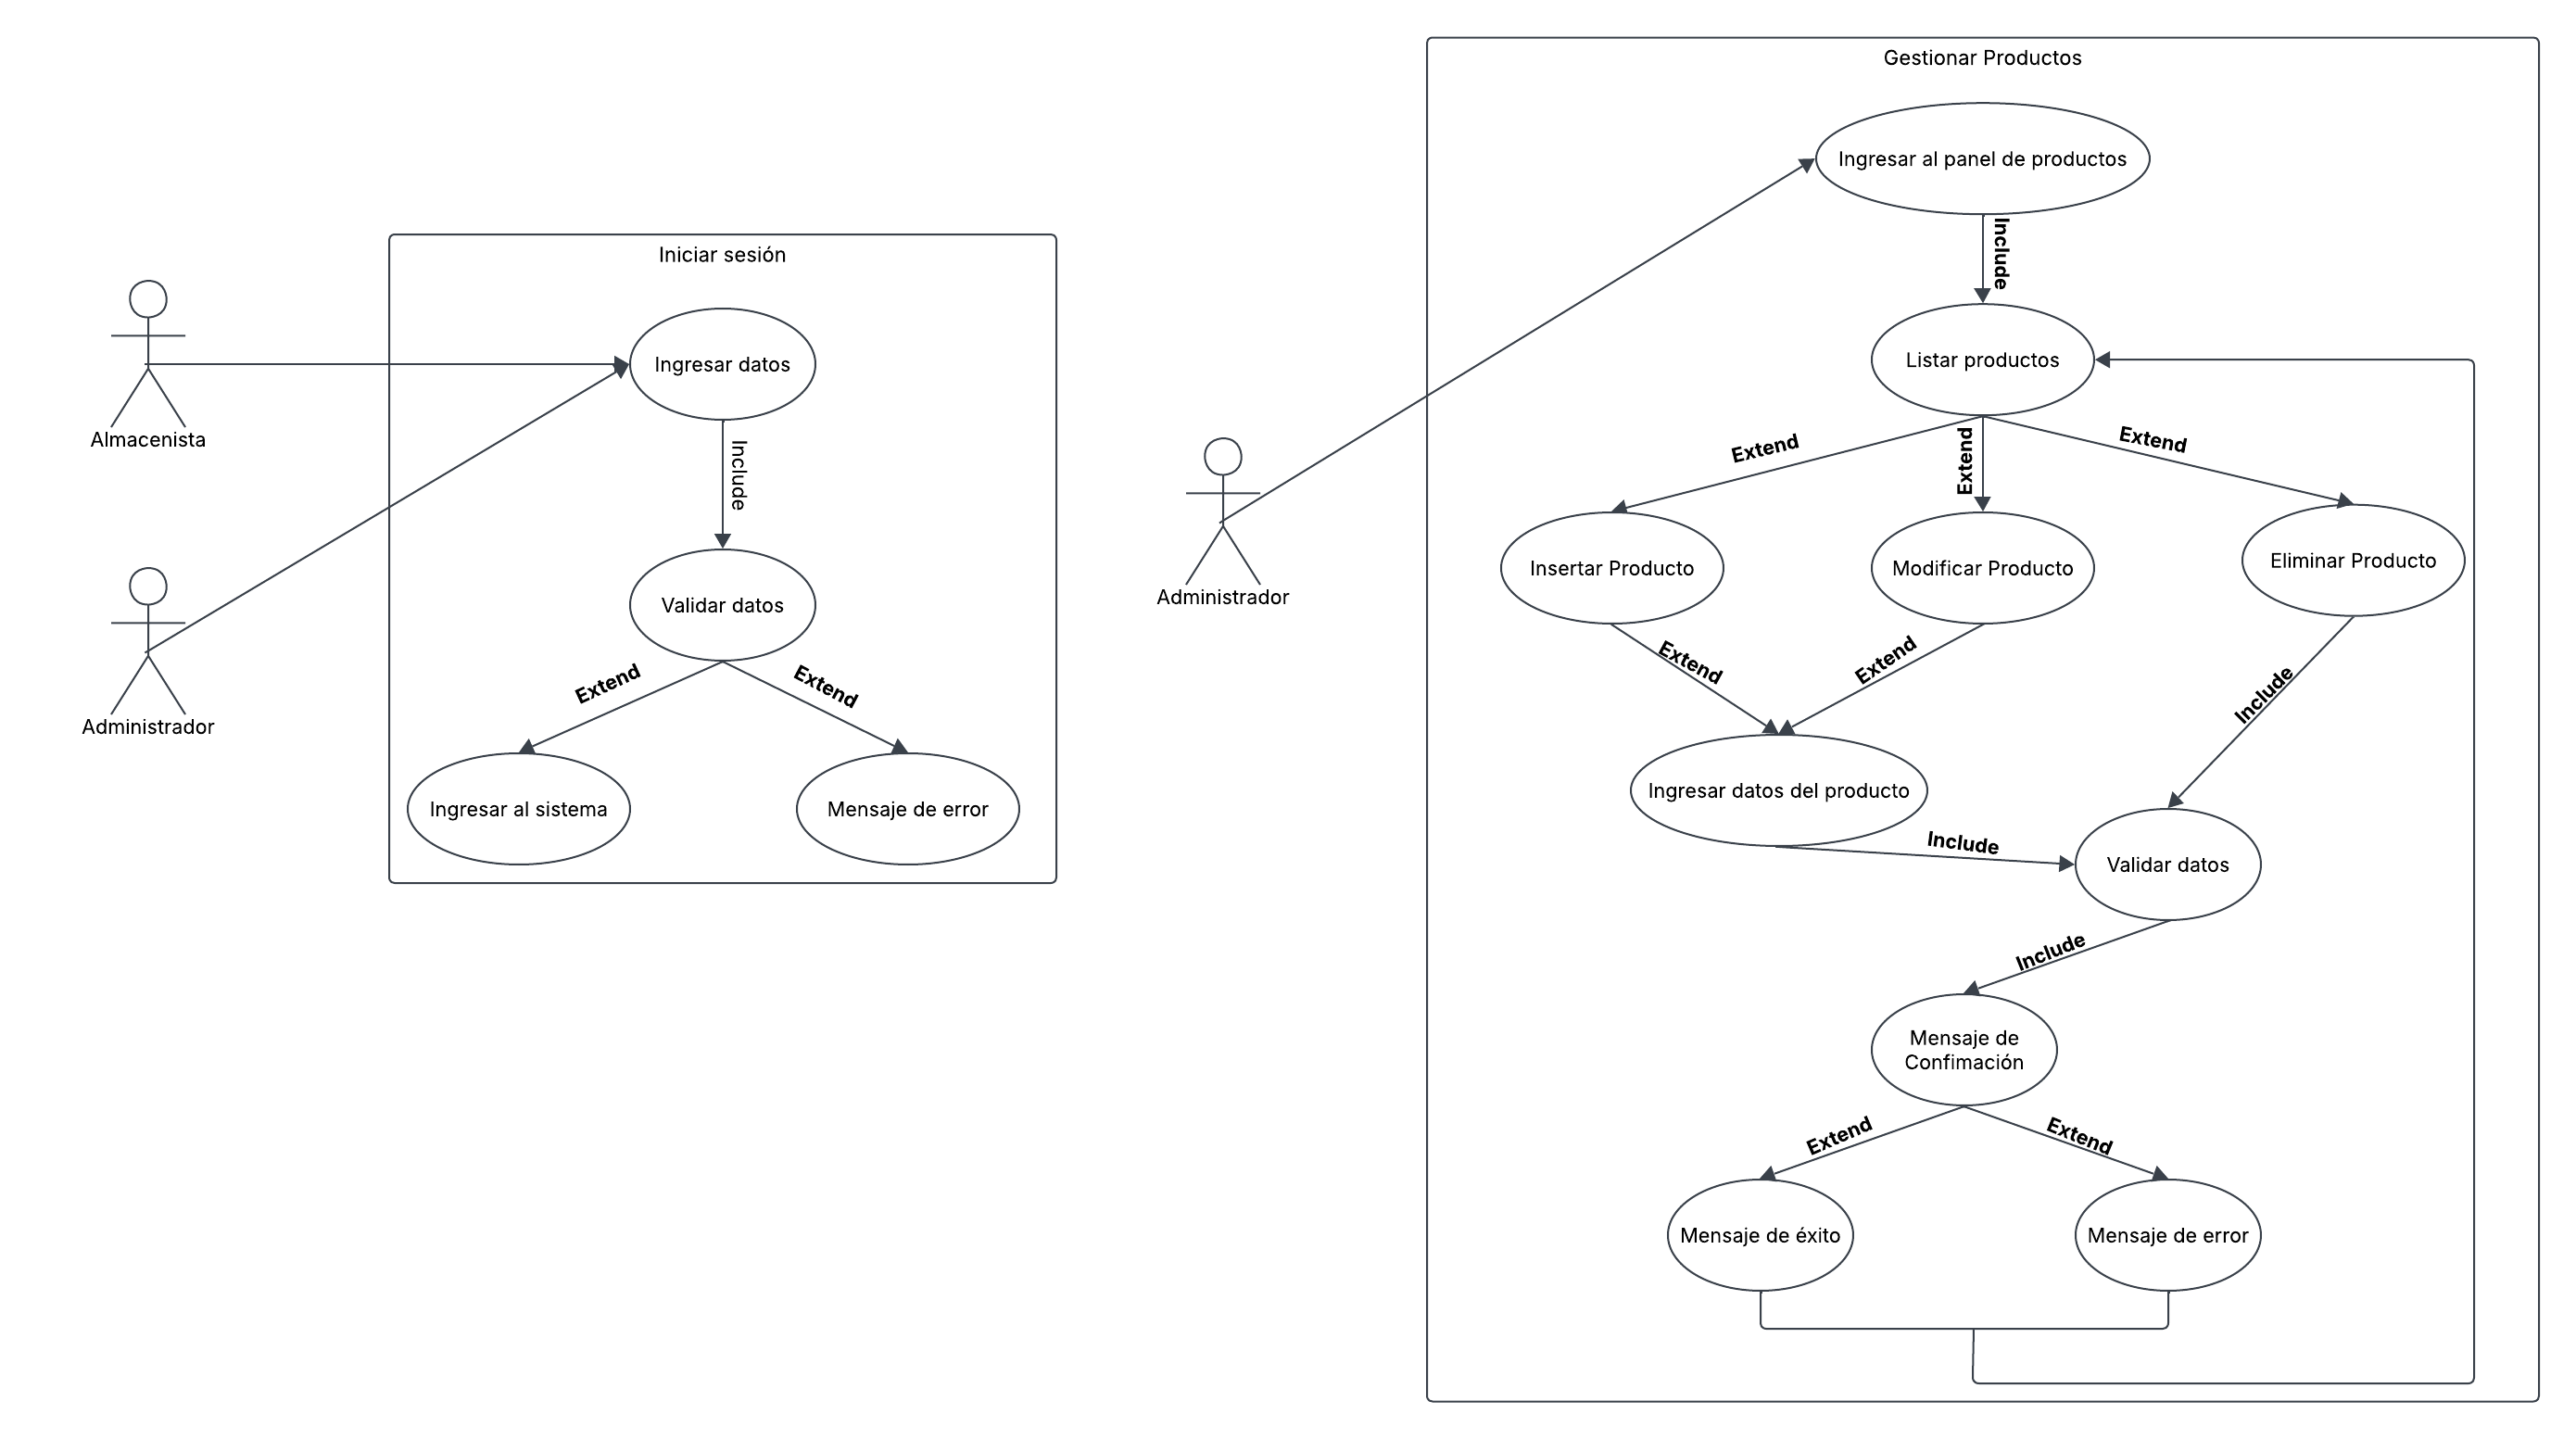 Iniciar sesión
Ingresar datos
Almacenista
Include
Validar datos
Administrador
Extend
Extend
Ingresar al sistema
Mensaje de error
Gestionar Productos
Ingresar al panel de productos
Include
Listar productos
Administrador
Extend
Extend
Extend
Insertar Producto
Modificar Producto
Eliminar Producto
Extend
Extend
Include
Ingresar datos del producto
Include
Validar datos
Include
Mensaje de
Confimación
Extend
Extend
Mensaje de éxito
Mensaje de error